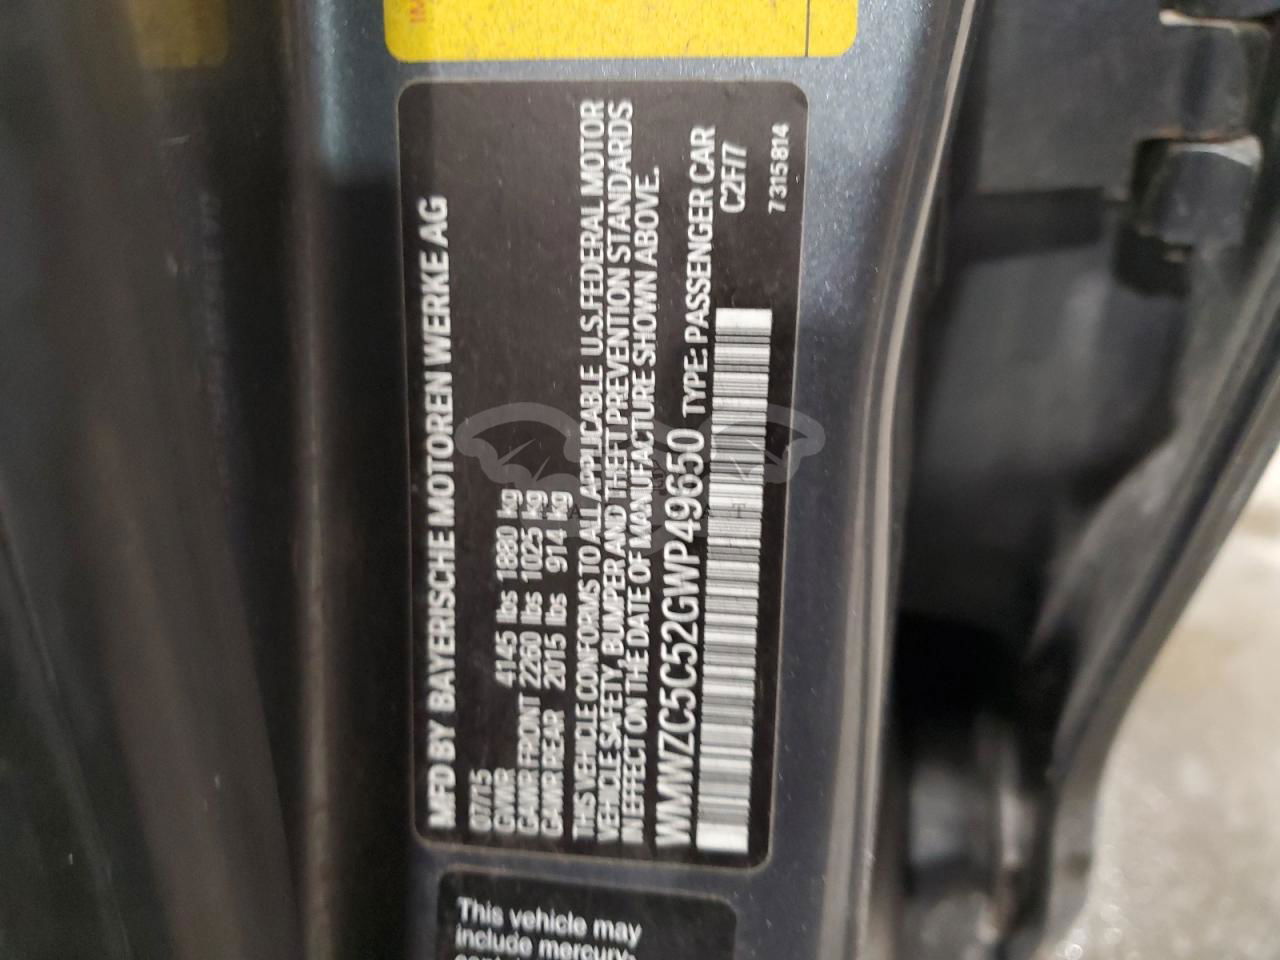 MFD BY BAYERISCHE MOTOREN WERKE AG
07/15
GVWR 4145 lbs 1880 kg
GAWR FRONT 2260 lbs 1025 kg
GAWR REAR 2015 lbs 914 kg
THIS VEHICLE CONFORMS TO ALL APPLICABLE U.S.FEDERAL MOTOR
VEHICLE SAFETY, BUMPER AND THEFT PREVENTION STANDARDS
IN EFFECT ON THE DATE OF MANUFACTURE SHOWN ABOVE.
WMWZC5C52GWP49650 TYPE: PASSENGER CAR
C2F/7
7315814
This vehicle may
include mercury-